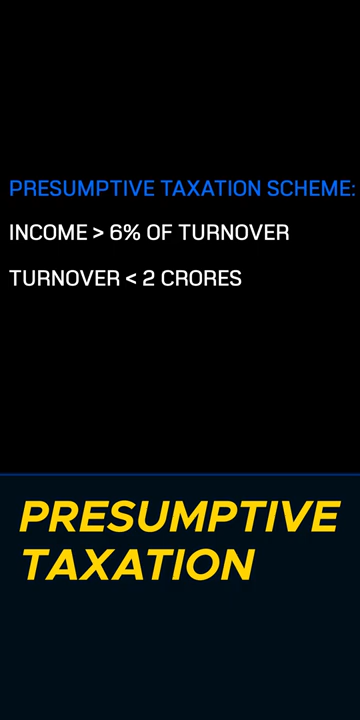 PRESUMPTIVE TAXATION SCHEME:
INCOME > 6% OF TURNOVER
TURNOVER < 2 CRORES
PRESUMPTIVE
TAXATION